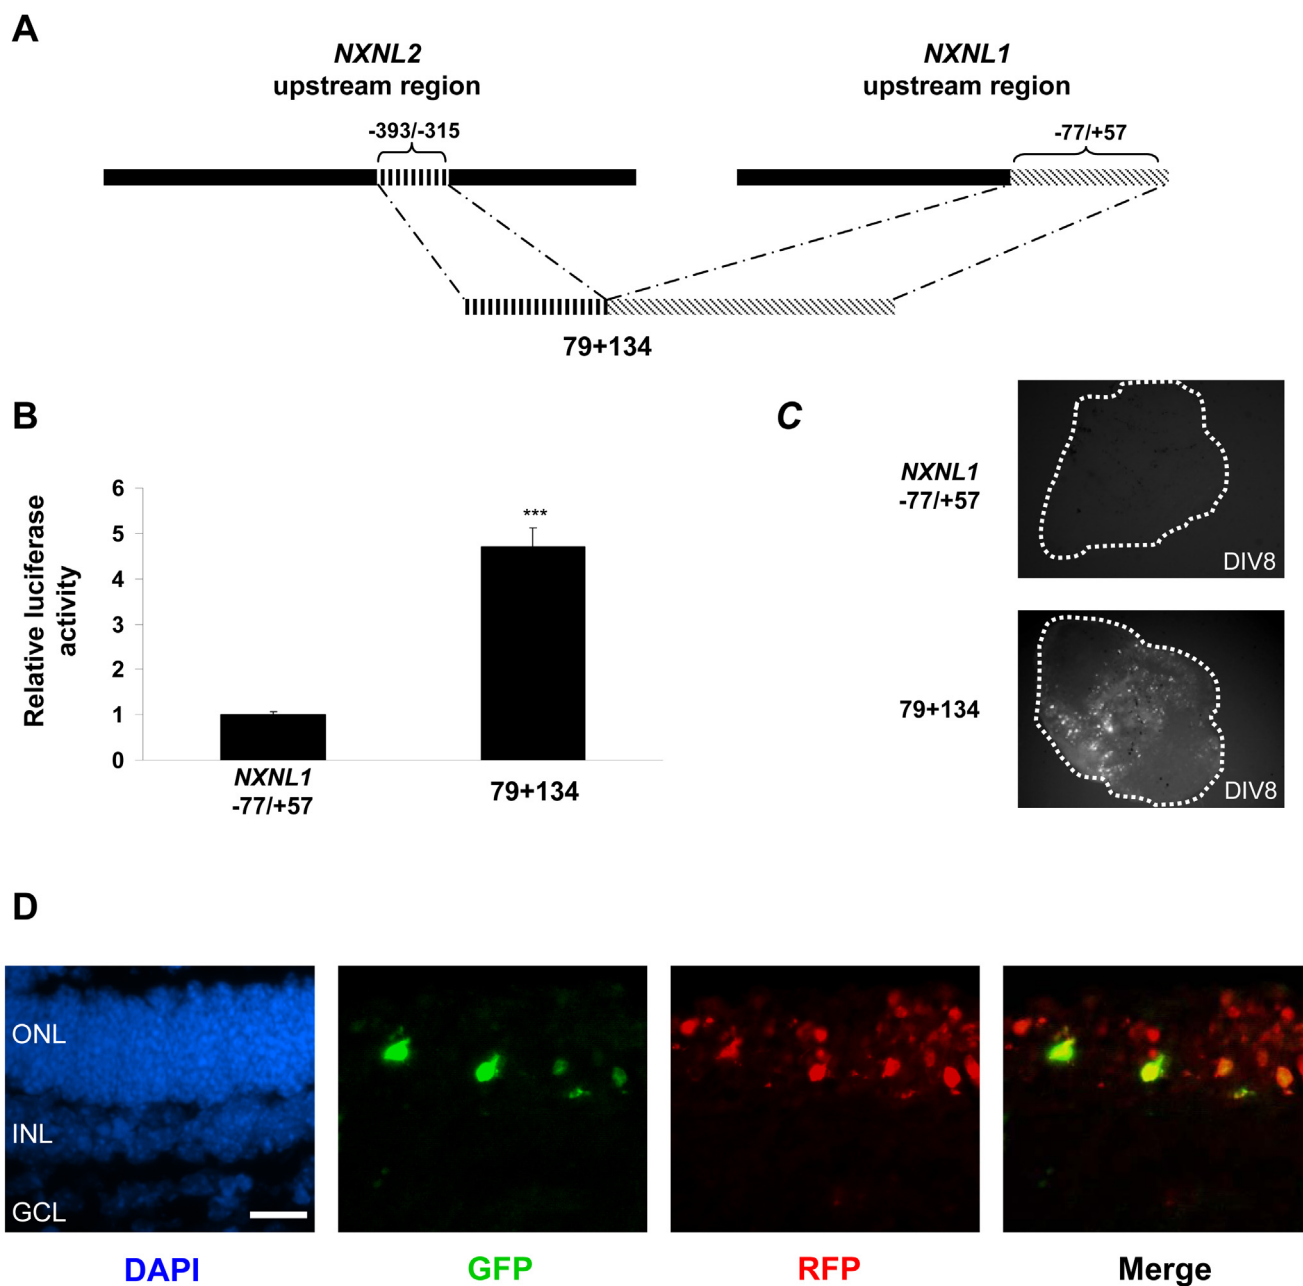 A
NXNL2
upstream region
NXNL1
upstream region
-393/-315
-77/+57
79+134
B
Relative luciferase
activity
6
5
4
3
2
1
0
***
NXNL1
-77/+57
79+134
C
NXNL1
-77/+57
DIV8
79+134
DIV8
D
ONL
INL
GCL
DAPI
GFP
RFP
Merge